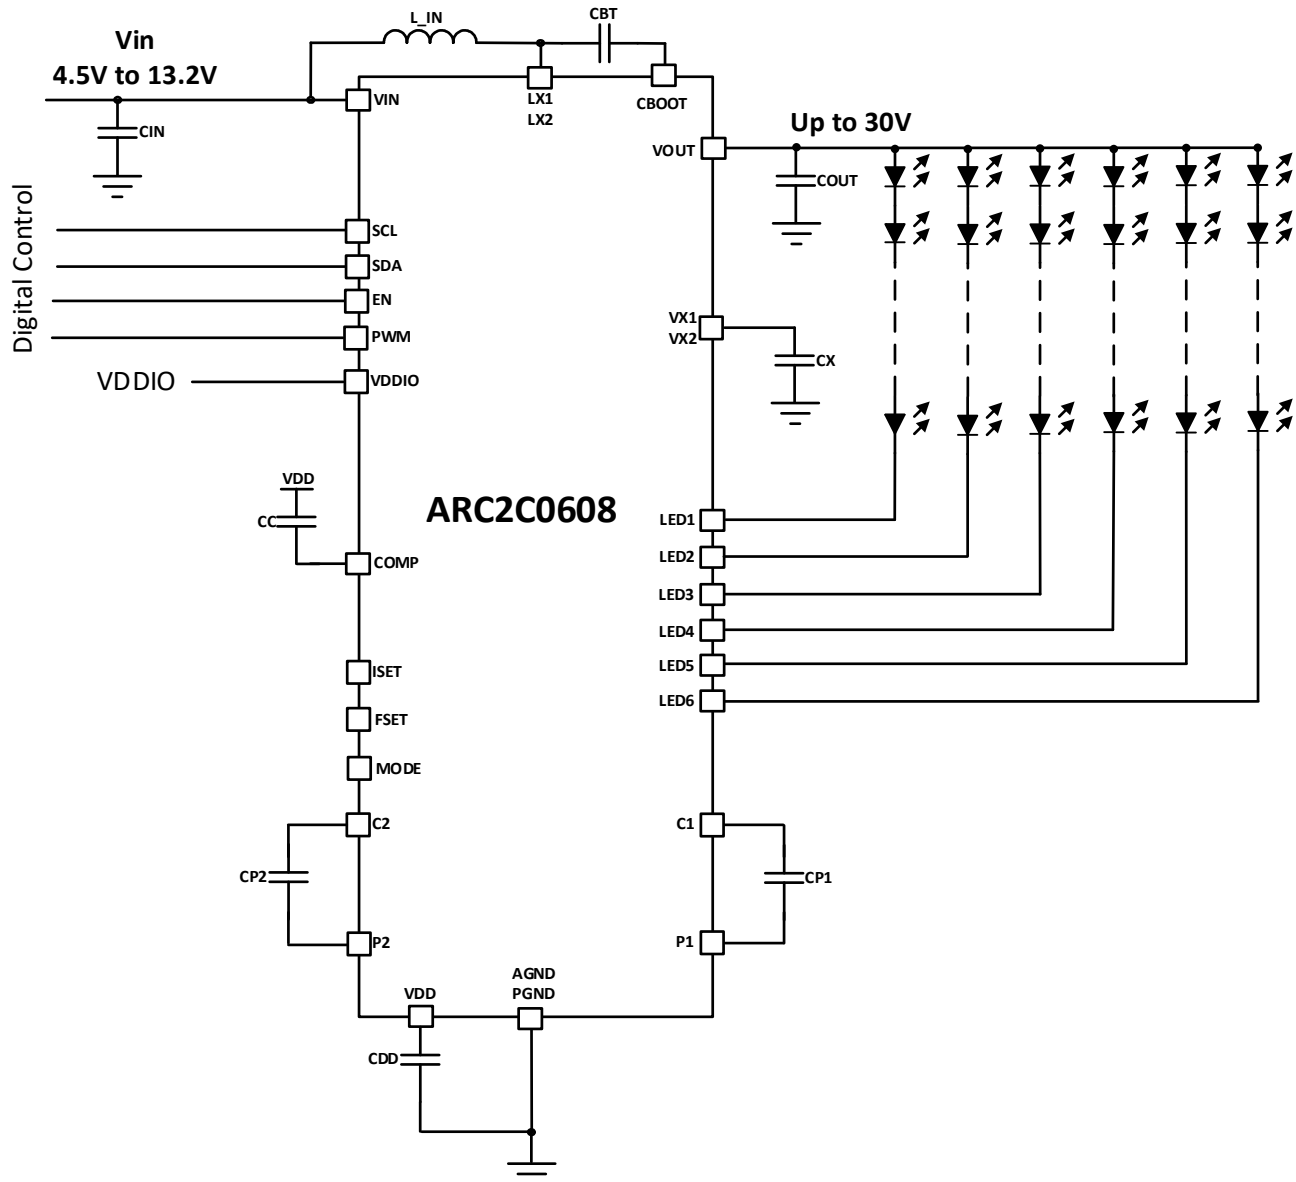 L_IN
CBT
Vin
4.5V to 13.2V
VIN
LX1
LX2
CBOOT
CIN
Up to 30V
VOUT
COUT
Digital Control
SCL
SDA
EN
PWM
VDDIO
VDDIO
VX1
VX2
CX
VDD
CC
COMP
ARC2C0608
LED1
LED2
LED3
LED4
LED5
LED6
ISET
FSET
MODE
C2
C1
CP2
CP1
P2
P1
VDD
AGND
PGND
CDD